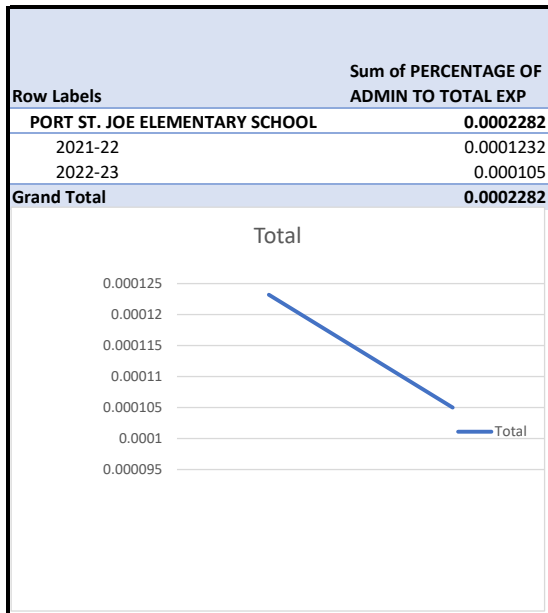 Sum of PERCENTAGE OF
Row Labels ADMIN TO TOTAL EXP
PORT ST. JOE ELEMENTARY SCHOOL 0.0002282
2021-22 0.0001232
2022-23 0.000105
Grand Total 0.0002282
Total
0.000125
0.00012
0.000115
0.00011
0.000105
0.0001
Total
0.000095